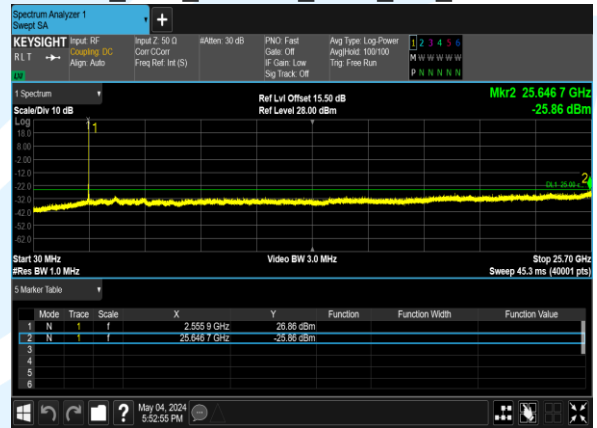 Spectrum Analyzer 1
Swept SA
+
KEYSIGHT Input: RF Input Z: 50 Ω #Atten: 30 dB PNO: Fast Avg Type: Log-Power 1 2 3 4 5 6
RLT Coupling: DC Corr CCorr Gate: Off Avg|Hold: 100/100 M W W W W W
Align: Auto Freq Ref: Int (S) IF Gain: Low Trig: Free Run
Sig Track: Off P N N N N N
1 Spectrum Ref Lvl Offset 15.50 dB Mkr2 25.646 7 GHz
Scale/Div 10 dB Ref Level 28.00 dBm -25.86 dBm
Log
18.0 1
8.00
-2.00
-12.0
-22.0 DL1 -25.00 2
-32.0
-42.0
-52.0
-62.0
Start 30 MHz Video BW 3.0 MHz Stop 25.70 GHz
#Res BW 1.0 MHz Sweep 45.3 ms (40001 pts)
5 Marker Table
Mode Trace Scale X Y Function Function Width Function Value
1 N 1 f 2.555 9 GHz 26.86 dBm
2 N 1 f 25.646 7 GHz -25.86 dBm
3
4
5
6
? May 04, 2024
5:52:55 PM